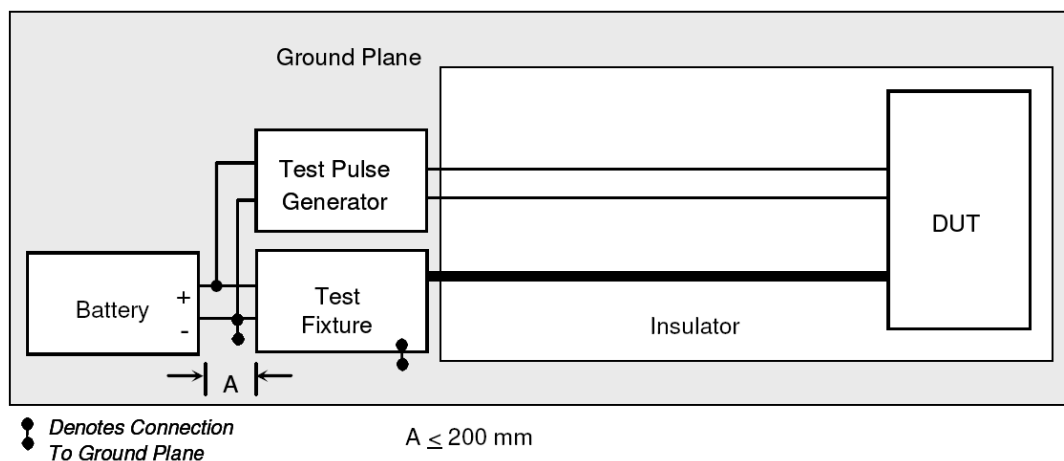 Ground Plane
Test Pulse
Generator
DUT
Battery
+
-
Test
Fixture
Insulator
A
Denotes Connection
To Ground Plane
A ≤ 200 mm